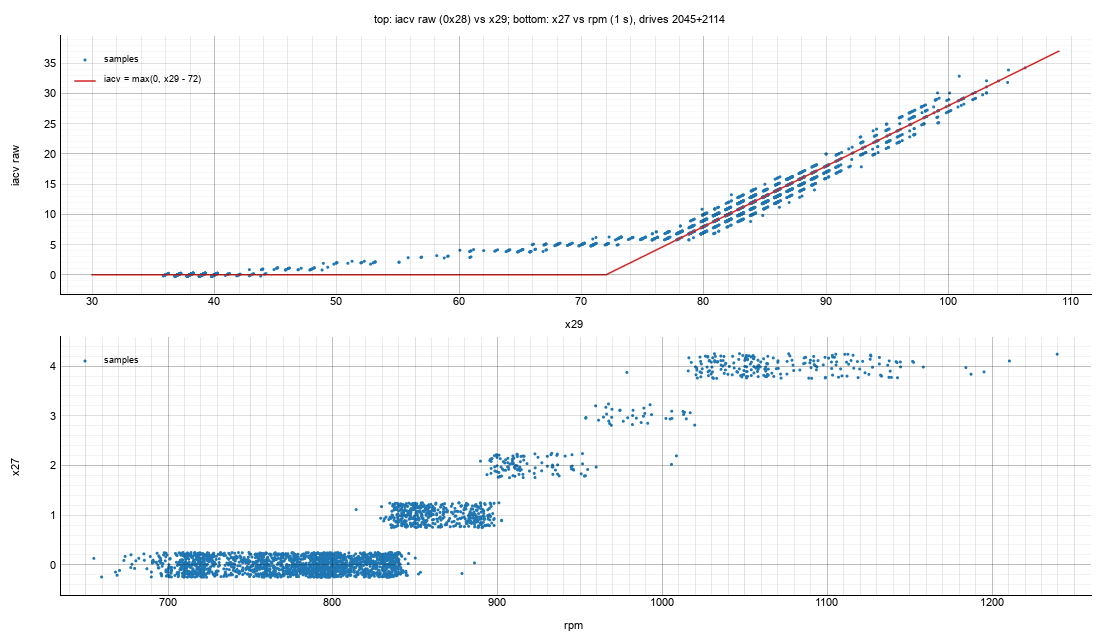 top: iacv raw (0x28) vs x29; bottom: x27 vs rpm (1 s), drives 2045+2114
samples
iacv = max(0, x29 - 72)
iacv raw
35
30
25
20
15
10
5
0
30 40 50 60 70 80 90 100 110
x29
samples
x27
4
3
2
1
0
700 800 900 1000 1100 1200
rpm